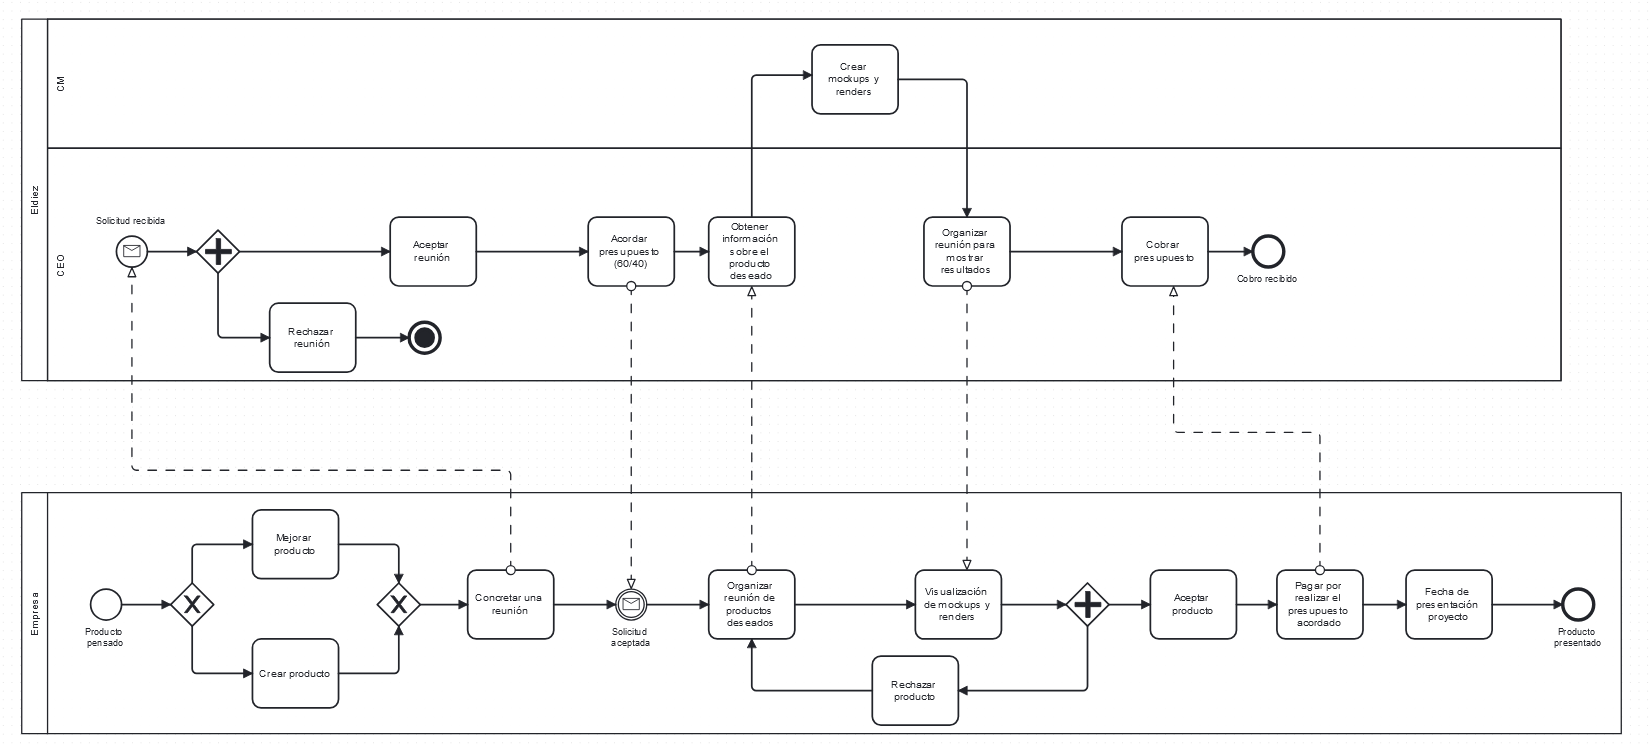 Eldiez
CM
Crear
mockups y
renders
CEO
Solicitud recibida
Aceptar
reunión
Acordar
presupuesto
(60/40)
Obtener
información
sobre el
producto
deseado
Organizar
reunión para
mostrar
resultados
Cobrar
presupuesto
Cobro recibido
Rechazar
reunión
Empresa
Producto
pensado
Mejorar
producto
Crear producto
Concretar una
reunión
Solicitud
aceptada
Organizar
reunión de
productos
deseados
Visualización
de mockups y
renders
Rechazar
producto
Aceptar
producto
Pagar por
realizar el
presupuesto
acordado
Fecha de
presentación
proyecto
Producto
presentado